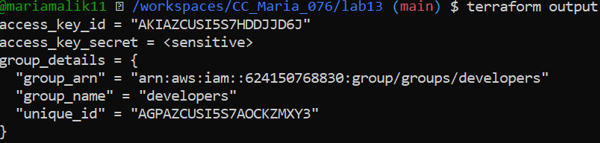 @mariamalik11 /workspaces/CC_Maria_076/lab13 (main) $ terraform output
access_key_id = "AKIAZCUSI5S7HDDJJD6J"
access_key_secret = <sensitive>
group_details = {
  "group_arn" = "arn:aws:iam::624150768830:group/groups/developers"
  "group_name" = "developers"
  "unique_id" = "AGPAZCUSI5S7AOCKZMXY3"
}